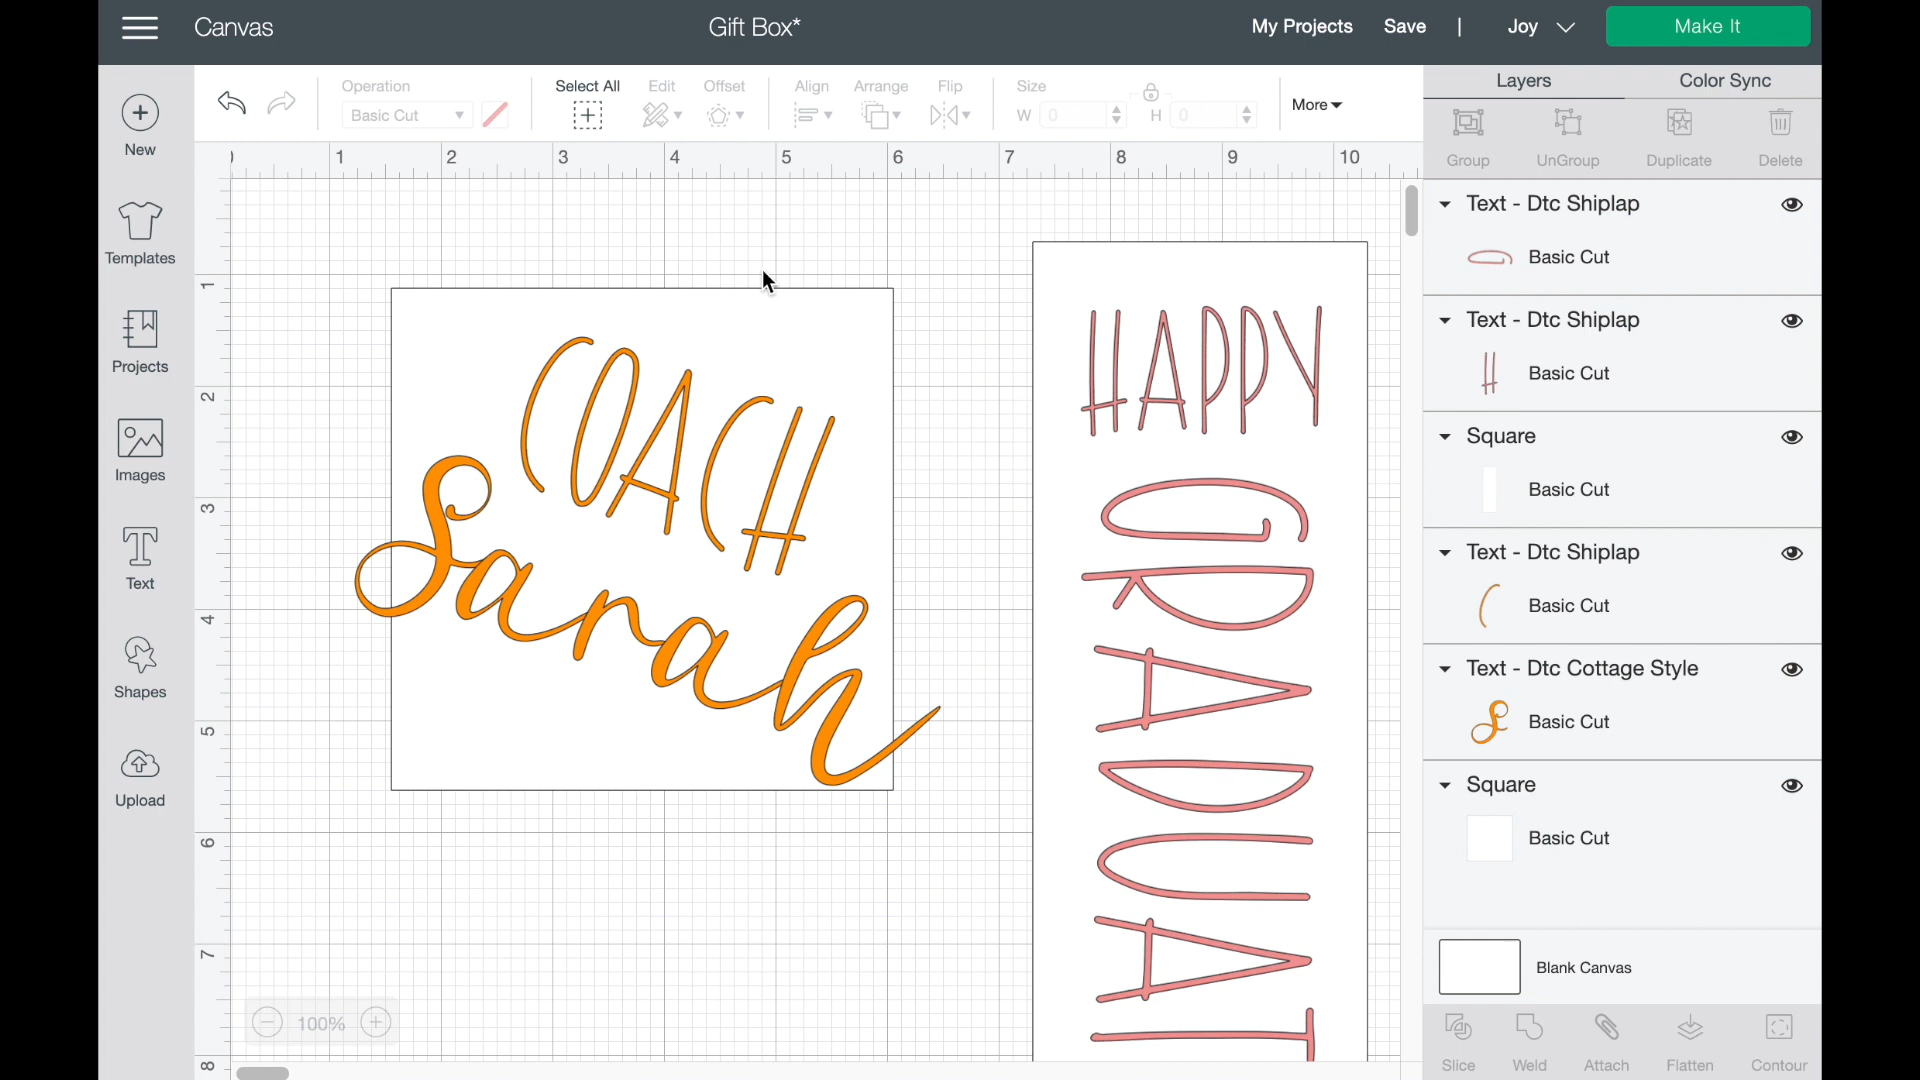 Canvas
Gift Box*
My Projects
Save
|
Joy
Make It
Operation
Basic Cut
Select All
Edit
Offset
Align
Arrange
Flip
Size
W 0
H 0
More
Layers
Color Sync
Group
UnGroup
Duplicate
Delete
New
Templates
Projects
Images
Text
Shapes
Upload
1 2 3 4 5 6 7 8 9 10
1
2
3
4
5
6
7
8
COACH
Sarah
HAPPY
GRADUAT
100%
Text - Dtc Shiplap
Basic Cut
Text - Dtc Shiplap
Basic Cut
Square
Basic Cut
Text - Dtc Shiplap
Basic Cut
Text - Dtc Cottage Style
Basic Cut
Square
Basic Cut
Blank Canvas
Slice
Weld
Attach
Flatten
Contour